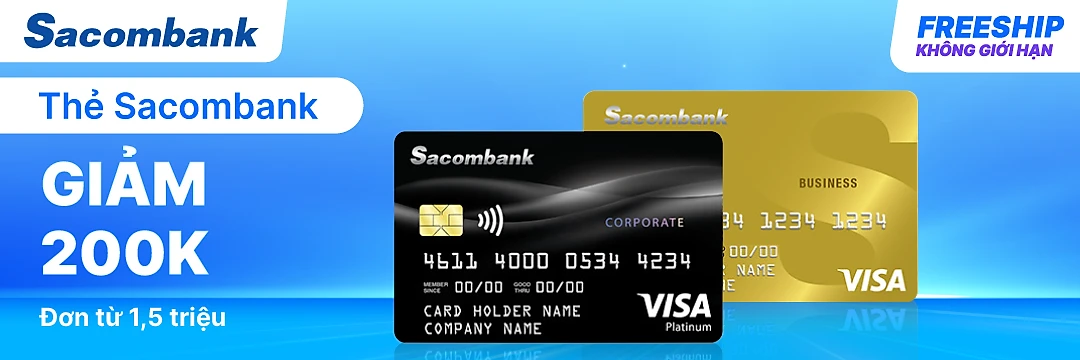 Sacombank
FREESHIP
KHÔNG GIỚI HẠN
Thẻ Sacombank
GIẢM
200K
Đơn từ 1,5 triệu
Sacombank
CORPORATE
4611 4000 0534 4234
MEMBER SINCE 00/00 GOOD THRU 00/00
CARD HOLDER NAME
COMPANY NAME
VISA
Platinum
Sacombank
BUSINESS
34 1234 1234
00/00
NAME
VISA